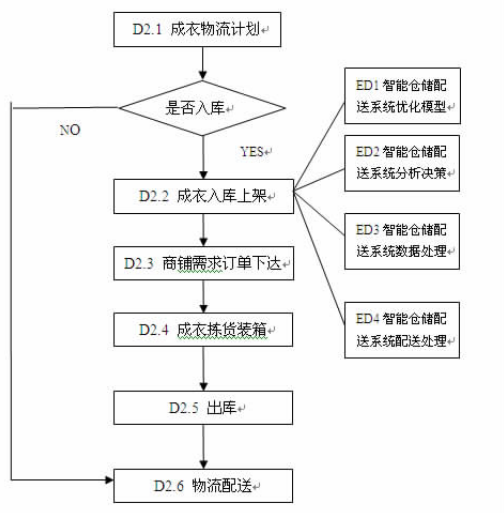 D2.1 成衣物流计划
是否入库
NO
YES
D2.2 成衣入库上架
D2.3 商铺需求订单下达
D2.4 成衣拣货装箱
D2.5 出库
D2.6 物流配送
ED1 智能仓储配
送系统优化模型
ED2 智能仓储配
送系统分析决策
ED3 智能仓储配
送系统数据处理
ED4 智能仓储配
送系统配送处理